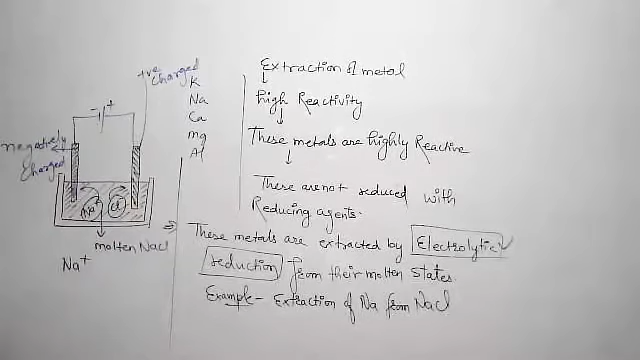 +ve
charged
K
Na
Ca
mg
Al
- +
negatively
charged
Na+
Cl-
molten Nacl
Na+
Extraction of metal
high Reactivity
These metals are highly Reactive
These are not reduced with
Reducing agents.
⇒ These metals are extracted by Electrolytic
reduction from their molten states.
Example - Extraction of Na from Nacl